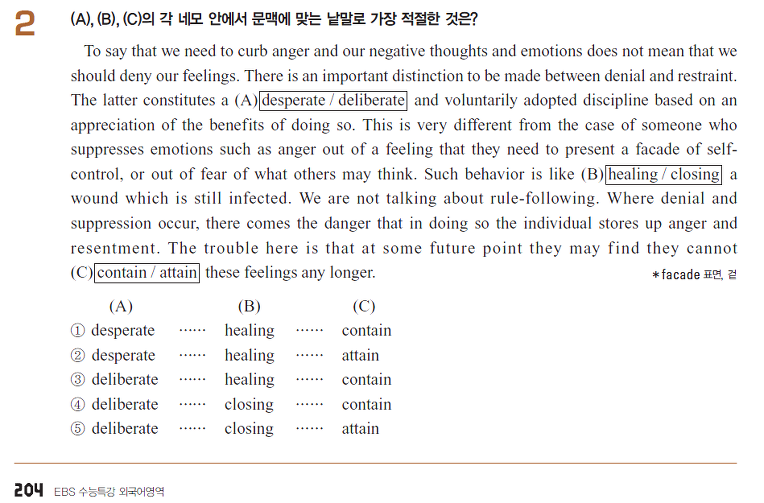 2
(A), (B), (C)의 각 네모 안에서 문맥에 맞는 낱말로 가장 적절한 것은?
To say that we need to curb anger and our negative thoughts and emotions does not mean that we
should deny our feelings. There is an important distinction to be made between denial and restraint.
The latter constitutes a (A) desperate / deliberate and voluntarily adopted discipline based on an
appreciation of the benefits of doing so. This is very different from the case of someone who
suppresses emotions such as anger out of a feeling that they need to present a facade of self-
control, or out of fear of what others may think. Such behavior is like (B) healing / closing a
wound which is still infected. We are not talking about rule-following. Where denial and
suppression occur, there comes the danger that in doing so the individual stores up anger and
resentment. The trouble here is that at some future point they may find they cannot
(C) contain / attain these feelings any longer.
*facade 표면, 겉
(A) (B) (C)
① desperate ······ healing ······ contain
② desperate ······ healing ······ attain
③ deliberate ······ healing ······ contain
④ deliberate ······ closing ······ contain
⑤ deliberate ······ closing ······ attain
204 EBS 수능특강 외국어영역